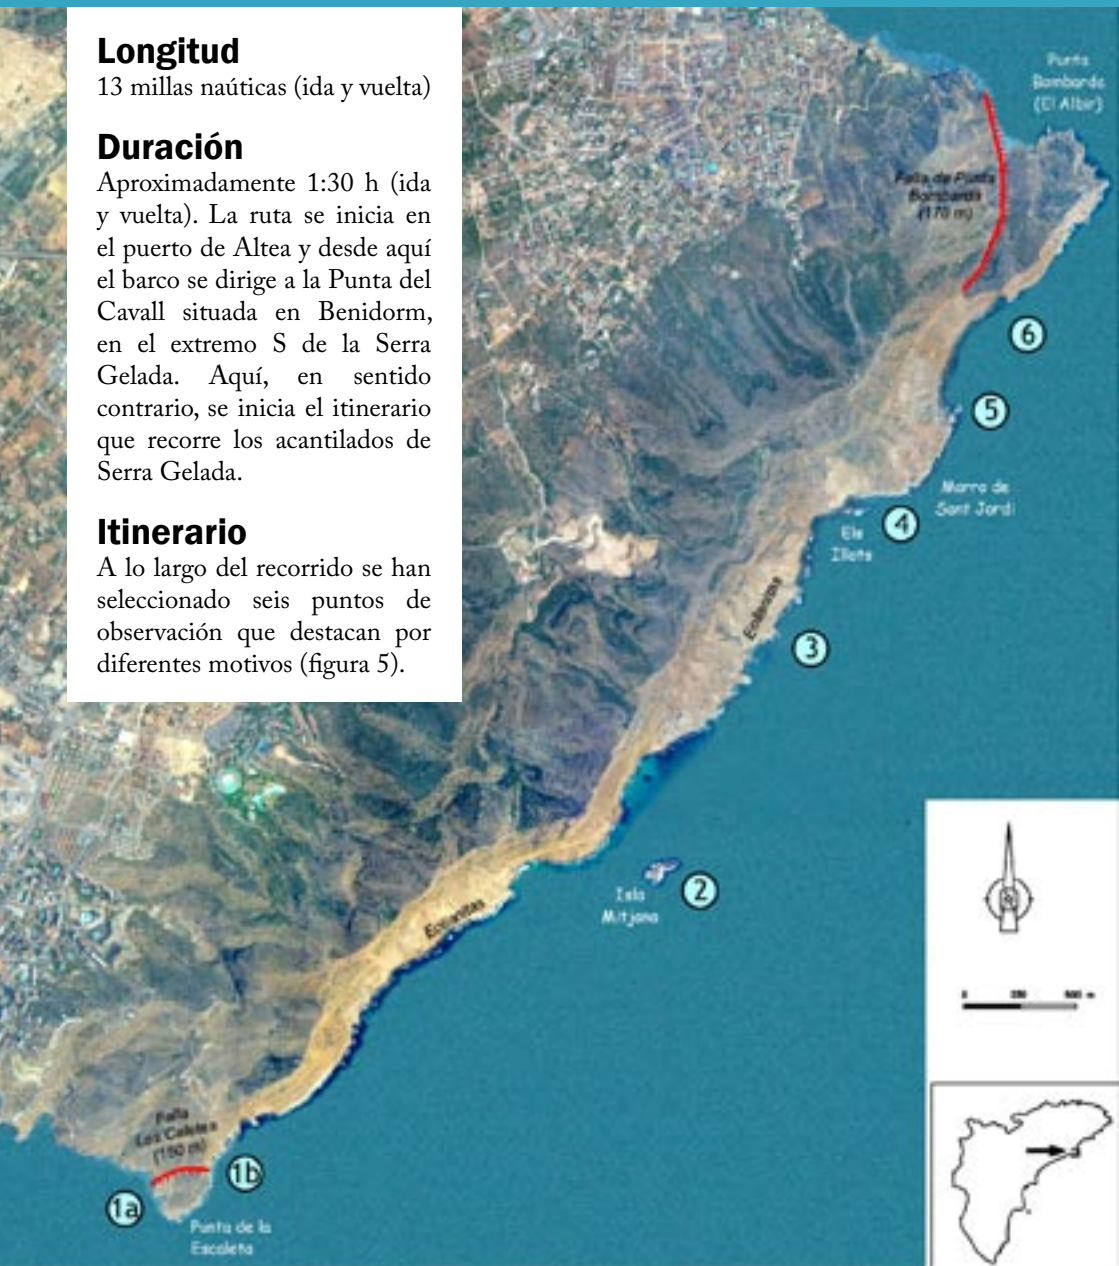 Longitud
13 millas naúticas (ida y vuelta)
Duración
Aproximadamente 1:30 h (ida
y vuelta). La ruta se inicia en
el puerto de Altea y desde aquí
el barco se dirige a la Punta del
Cavall situada en Benidorm,
en el extremo S de la Serra
Gelada. Aquí, en sentido
contrario, se inicia el itinerario
que recorre los acantilados de
Serra Gelada.
Itinerario
A lo largo del recorrido se han
seleccionado seis puntos de
observación que destacan por
diferentes motivos (figura 5).
Punta
Bombarda
(El Albir)
Falla de Punta
Bombarda
(170 m)
6
5
Morro de
Sant Jordi
4
Els
Illots
Eolianitas
3
2
Isla
Mitjana
Eolianitas
Falla
(150 m)
1b
1a
Punta de la
Escaleta
0